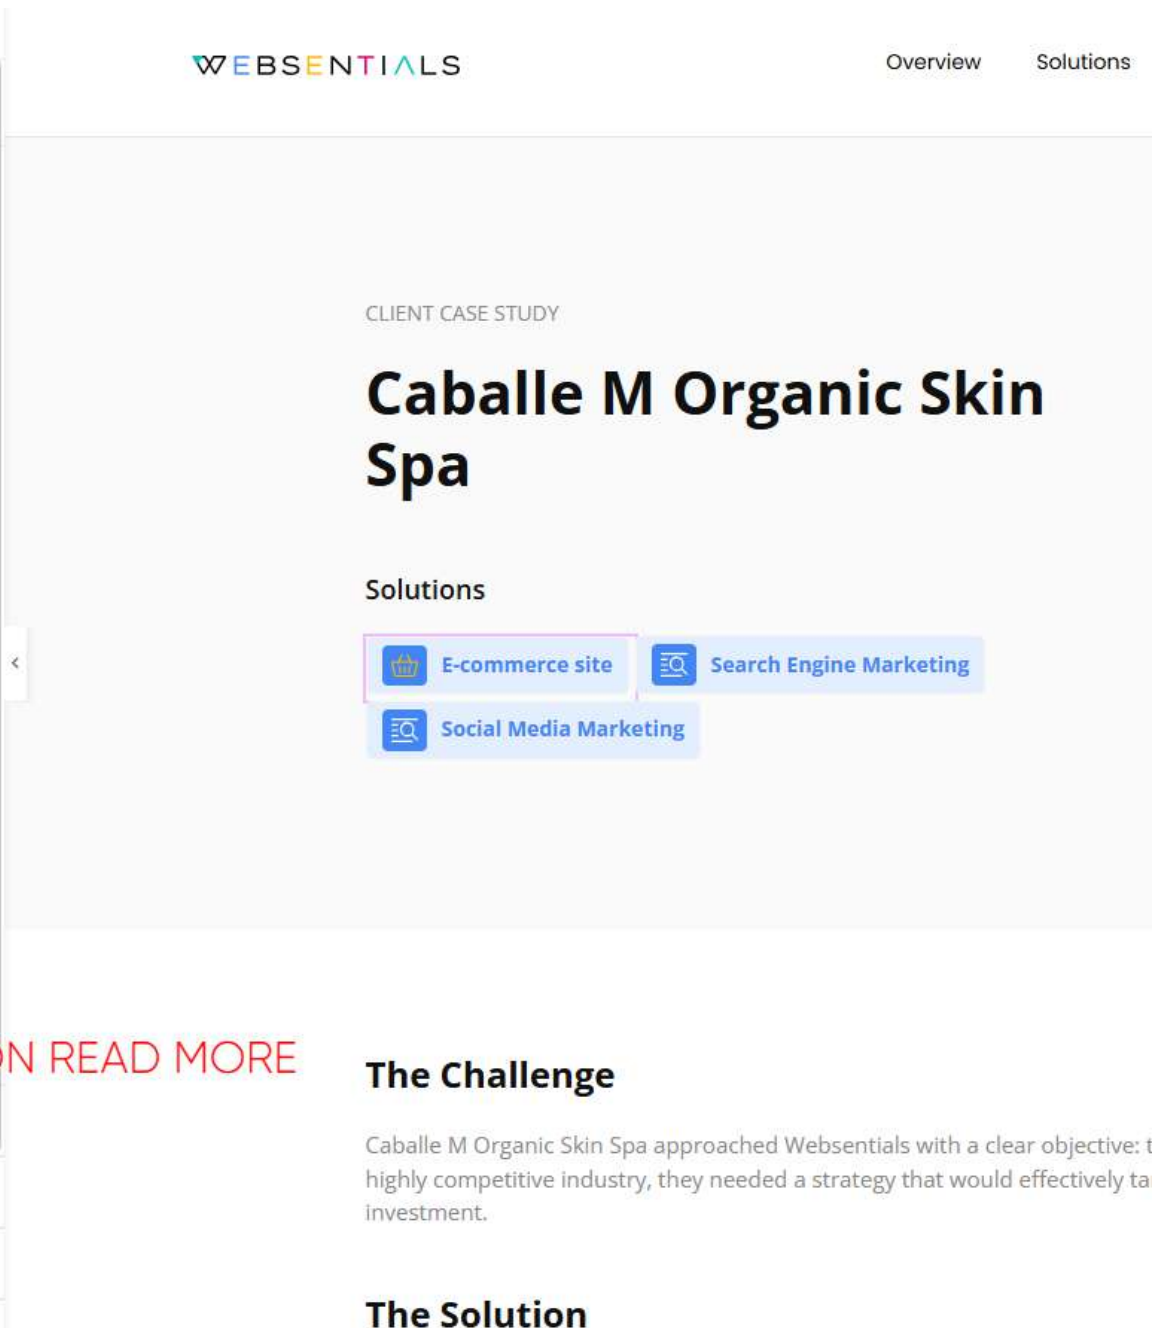 WEBSENTIALS
Overview Solutions
CLIENT CASE STUDY
Caballe M Organic Skin
Spa
Solutions
E-commerce site
Search Engine Marketing
Social Media Marketing
N READ MORE
The Challenge
Caballe M Organic Skin Spa approached Websentials with a clear objective:
highly competitive industry, they needed a strategy that would effectively
investment.
The Solution